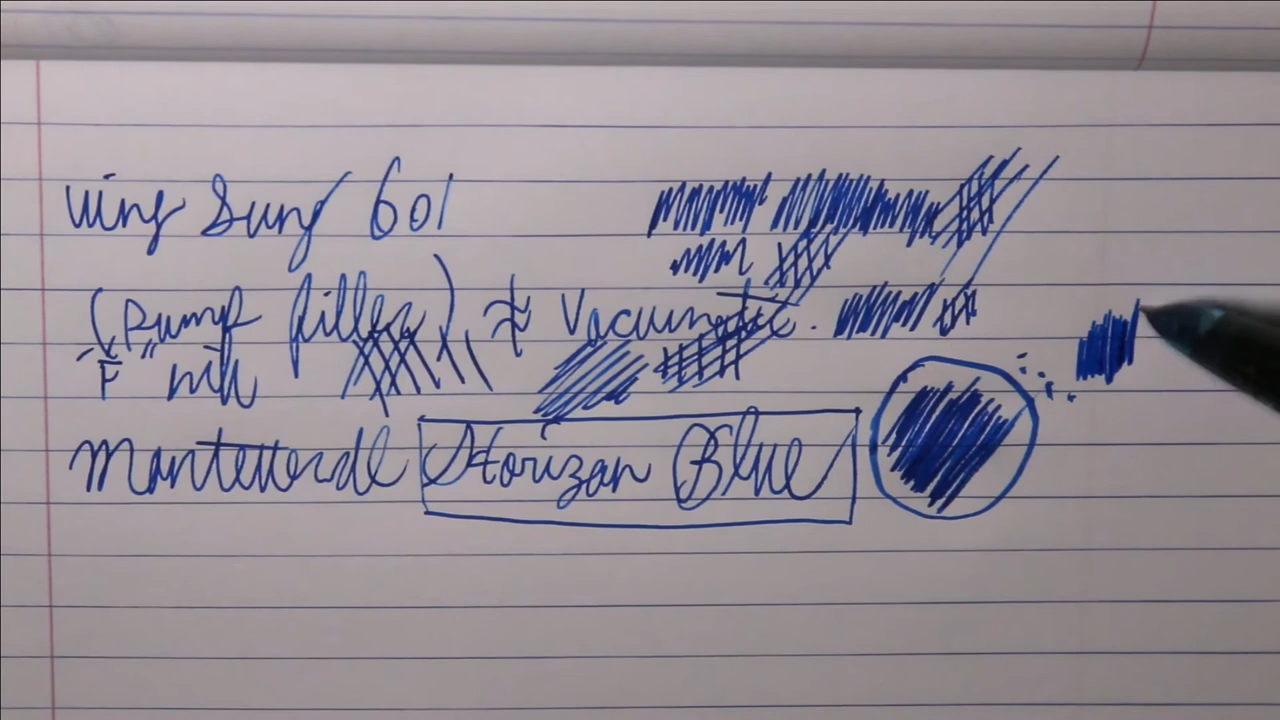 Wing Sung 601
(Pump filler) ≈ Vacumatic.
"F" nib
Monteverde Horizon Blue